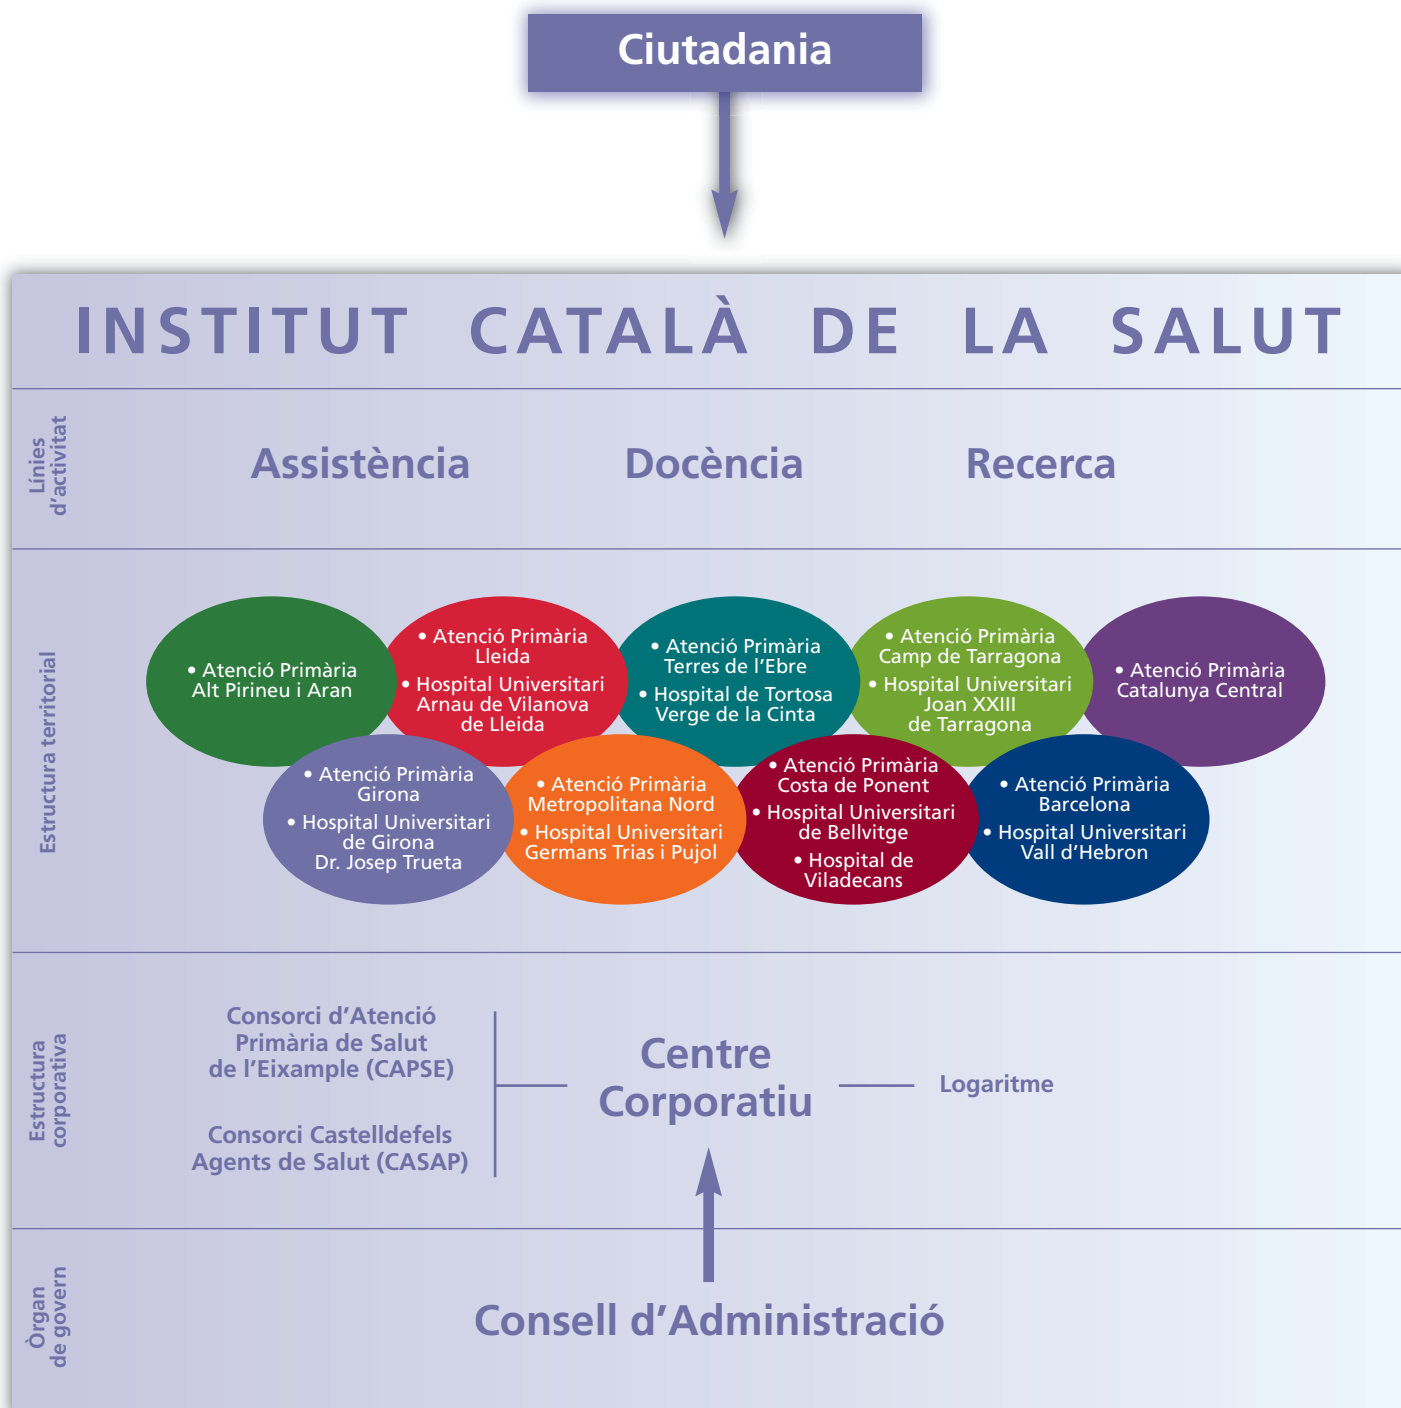 Ciutadania
INSTITUT CATALÀ DE LA SALUT
Línies
d'activitat
Assistència
Docència
Recerca
Estructura territorial
• Atenció Primària
Alt Pirineu i Aran
• Atenció Primària
Lleida
• Hospital Universitari
Arnau de Vilanova
de Lleida
• Atenció Primària
Terres de l'Ebre
• Hospital de Tortosa
Verge de la Cinta
• Atenció Primària
Camp de Tarragona
• Hospital Universitari
Joan XXIII
de Tarragona
• Atenció Primària
Catalunya Central
• Atenció Primària
Girona
• Hospital Universitari
de Girona
Dr. Josep Trueta
• Atenció Primària
Metropolitana Nord
• Hospital Universitari
Germans Trias i Pujol
• Atenció Primària
Costa de Ponent
• Hospital Universitari
de Bellvitge
• Hospital de
Viladecans
• Atenció Primària
Barcelona
• Hospital Universitari
Vall d'Hebron
Estructura
corporativa
Consorci d'Atenció
Primària de Salut
de l'Eixample (CAPSE)
Consorci Castelldefels
Agents de Salut (CASAP)
Centre
Corporatiu
Logaritme
Òrgan
de govern
Consell d'Administració